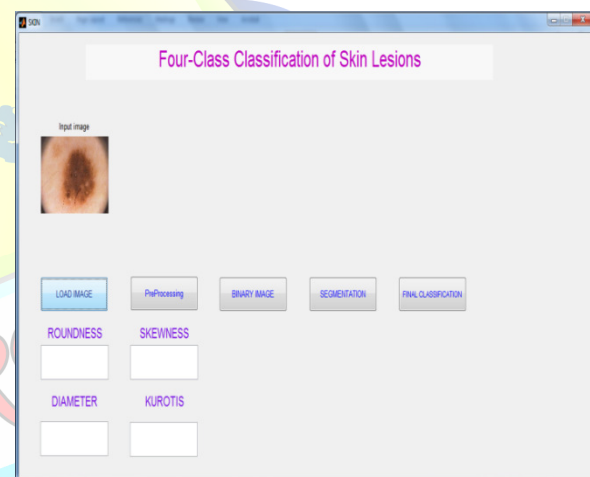 SKIN
Four-Class Classification of Skin Lesions
Input image
LOAD IMAGE
PreProcessing
BINARY IMAGE
SEGMENTATION
FINAL CLASSIFICATION
ROUNDNESS SKEWNESS
DIAMETER KUROTIS